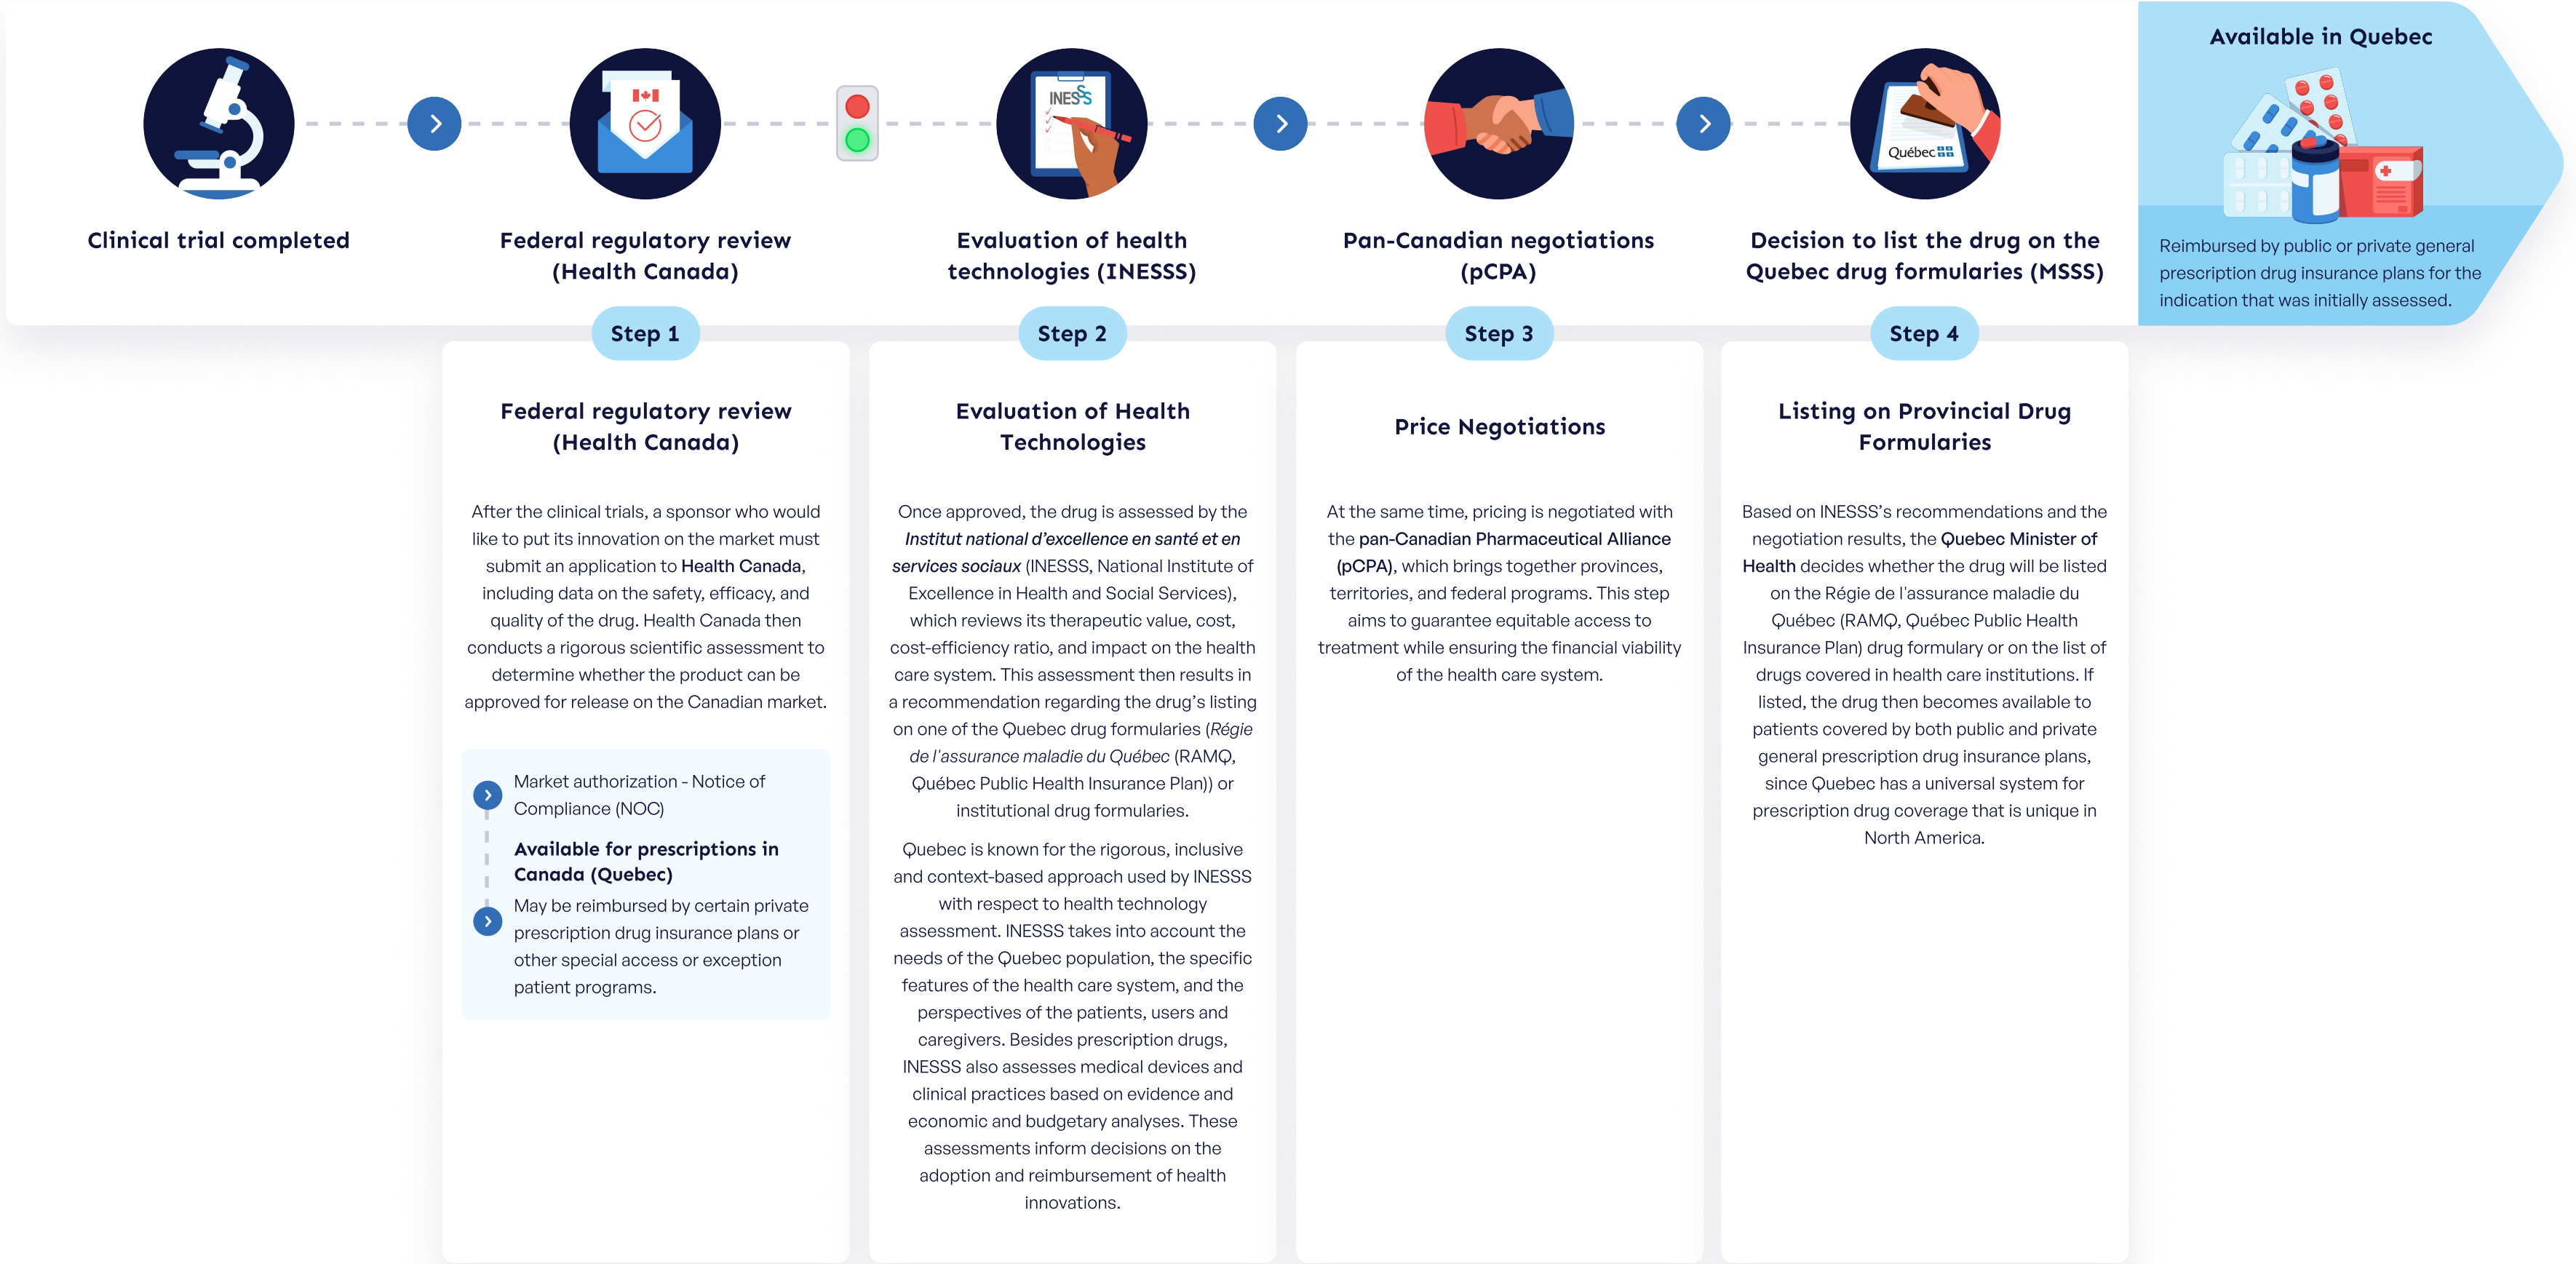 Available in Quebec
INESSS
Québec
Clinical trial completed
Federal regulatory review
(Health Canada)
Evaluation of health
technologies (INESSS)
Pan-Canadian negotiations
(pCPA)
Decision to list the drug on the
Quebec drug formularies (MSSS)
Reimbursed by public or private general
prescription drug insurance plans for the
indication that was initially assessed.
Step 1
Federal regulatory review
(Health Canada)
After the clinical trials, a sponsor who would
like to put its innovation on the market must
submit an application to Health Canada,
including data on the safety, efficacy, and
quality of the drug. Health Canada then
conducts a rigorous scientific assessment to
determine whether the product can be
approved for release on the Canadian market.
Market authorization - Notice of
Compliance (NOC)
Available for prescriptions in
Canada (Quebec)
May be reimbursed by certain private
prescription drug insurance plans or
other special access or exception
patient programs.
Step 2
Evaluation of Health
Technologies
Once approved, the drug is assessed by the
Institut national d’excellence en santé et en
services sociaux (INESSS, National Institute of
Excellence in Health and Social Services),
which reviews its therapeutic value, cost,
cost-efficiency ratio, and impact on the health
care system. This assessment then results in
a recommendation regarding the drug’s listing
on one of the Quebec drug formularies (Régie
de l'assurance maladie du Québec (RAMQ,
Québec Public Health Insurance Plan)) or
institutional drug formularies.
Quebec is known for the rigorous, inclusive
and context-based approach used by INESSS
with respect to health technology
assessment. INESSS takes into account the
needs of the Quebec population, the specific
features of the health care system, and the
perspectives of the patients, users and
caregivers. Besides prescription drugs,
INESSS also assesses medical devices and
clinical practices based on evidence and
economic and budgetary analyses. These
assessments inform decisions on the
adoption and reimbursement of health
innovations.
Step 3
Price Negotiations
At the same time, pricing is negotiated with
the pan-Canadian Pharmaceutical Alliance
(pCPA), which brings together provinces,
territories, and federal programs. This step
aims to guarantee equitable access to
treatment while ensuring the financial viability
of the health care system.
Step 4
Listing on Provincial Drug
Formularies
Based on INESSS’s recommendations and the
negotiation results, the Quebec Minister of
Health decides whether the drug will be listed
on the Régie de l'assurance maladie du
Québec (RAMQ, Québec Public Health
Insurance Plan) drug formulary or on the list of
drugs covered in health care institutions. If
listed, the drug then becomes available to
patients covered by both public and private
general prescription drug insurance plans,
since Quebec has a universal system for
prescription drug coverage that is unique in
North America.